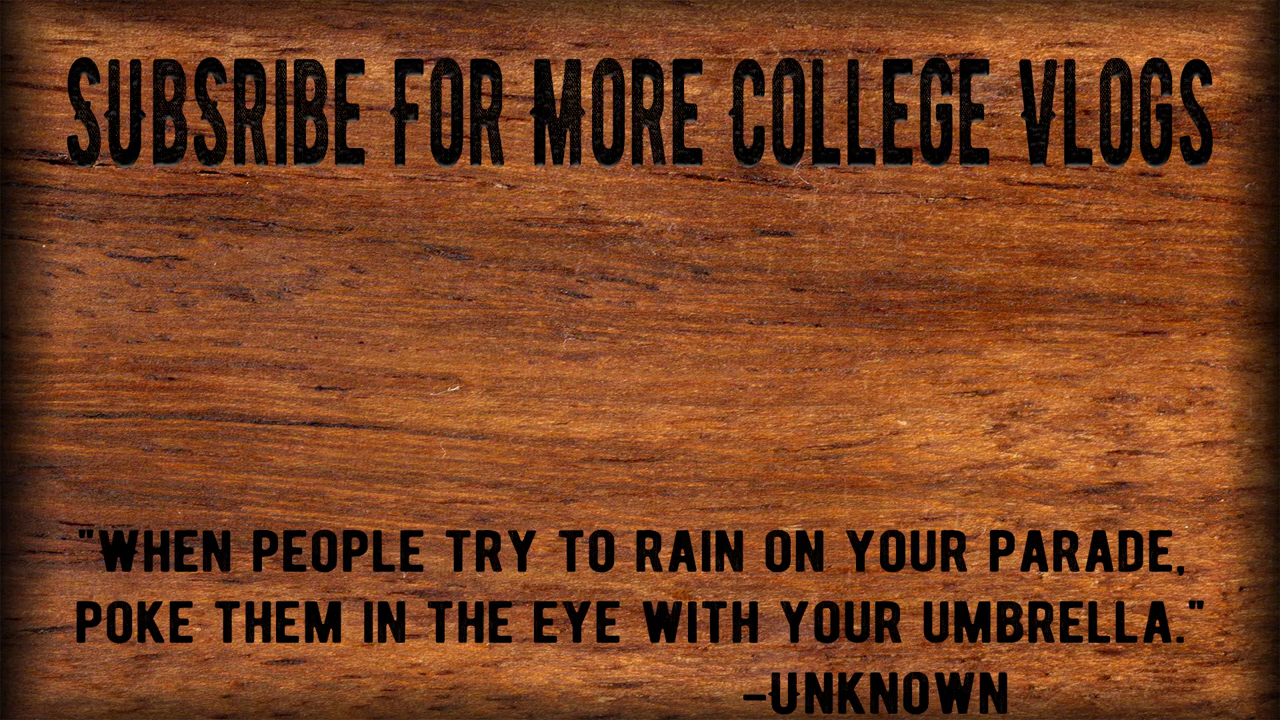 SUBSRIBE FOR MORE COLLEGE VLOGS
"WHEN PEOPLE TRY TO RAIN ON YOUR PARADE,
POKE THEM IN THE EYE WITH YOUR UMBRELLA."
-UNKNOWN